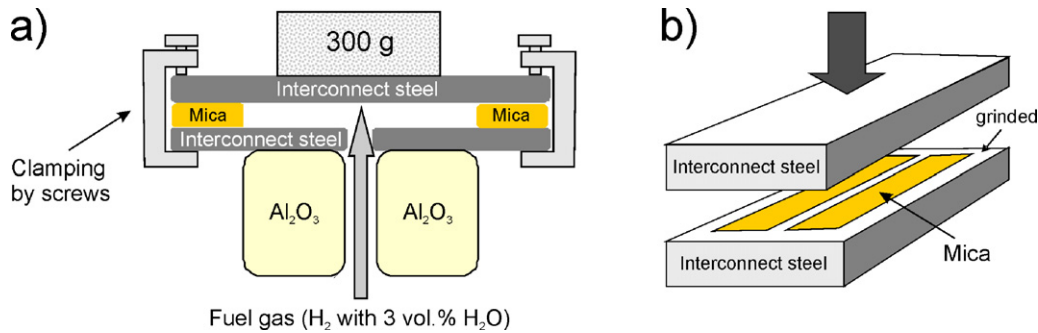 a)
300 g
Interconnect steel
Mica
Mica
Interconnect steel
Clamping
by screws
Al₂O₃
Al₂O₃
Fuel gas (H₂ with 3 vol.% H₂O)
b)
grinded
Interconnect steel
Interconnect steel
Mica